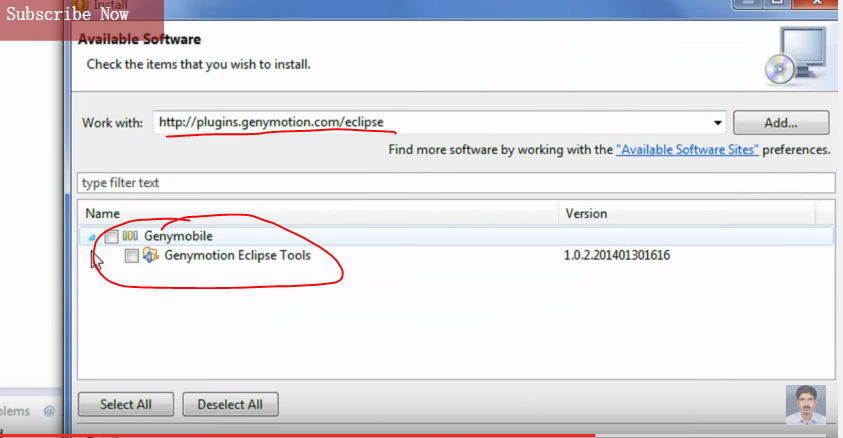 Subscribe Now
Install
Available Software
Check the items that you wish to install.
Work with: http://plugins.genymotion.com/eclipse Add...
Find more software by working with the "Available Software Sites" preferences.
type filter text
Name Version
Genymobile
Genymotion Eclipse Tools 1.0.2.201401301616
Select All Deselect All
blems @